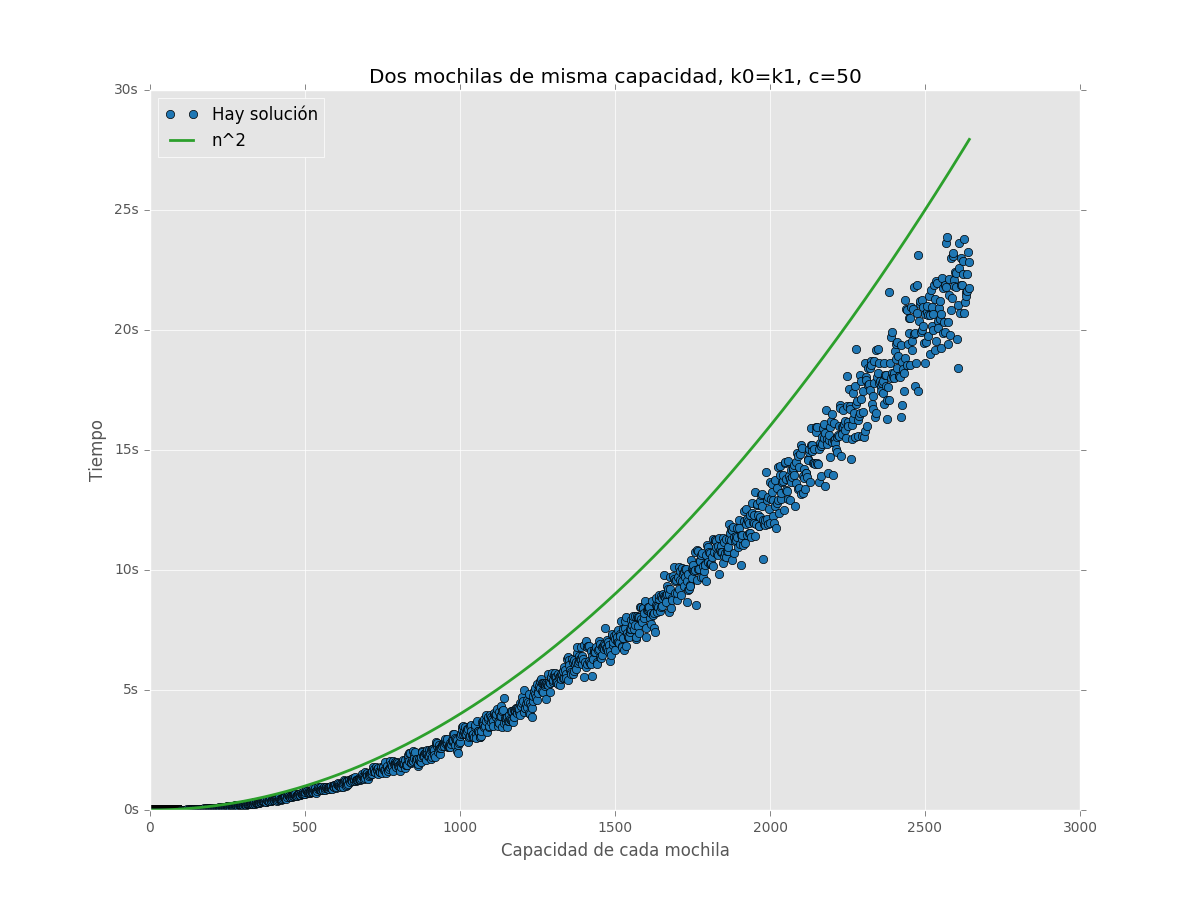 Dos mochilas de misma capacidad, k0=k1, c=50
30s
Hay solución
n^2
25s
20s
15s
10s
5s
0s
Tiempo
0 500 1000 1500 2000 2500 3000
Capacidad de cada mochila